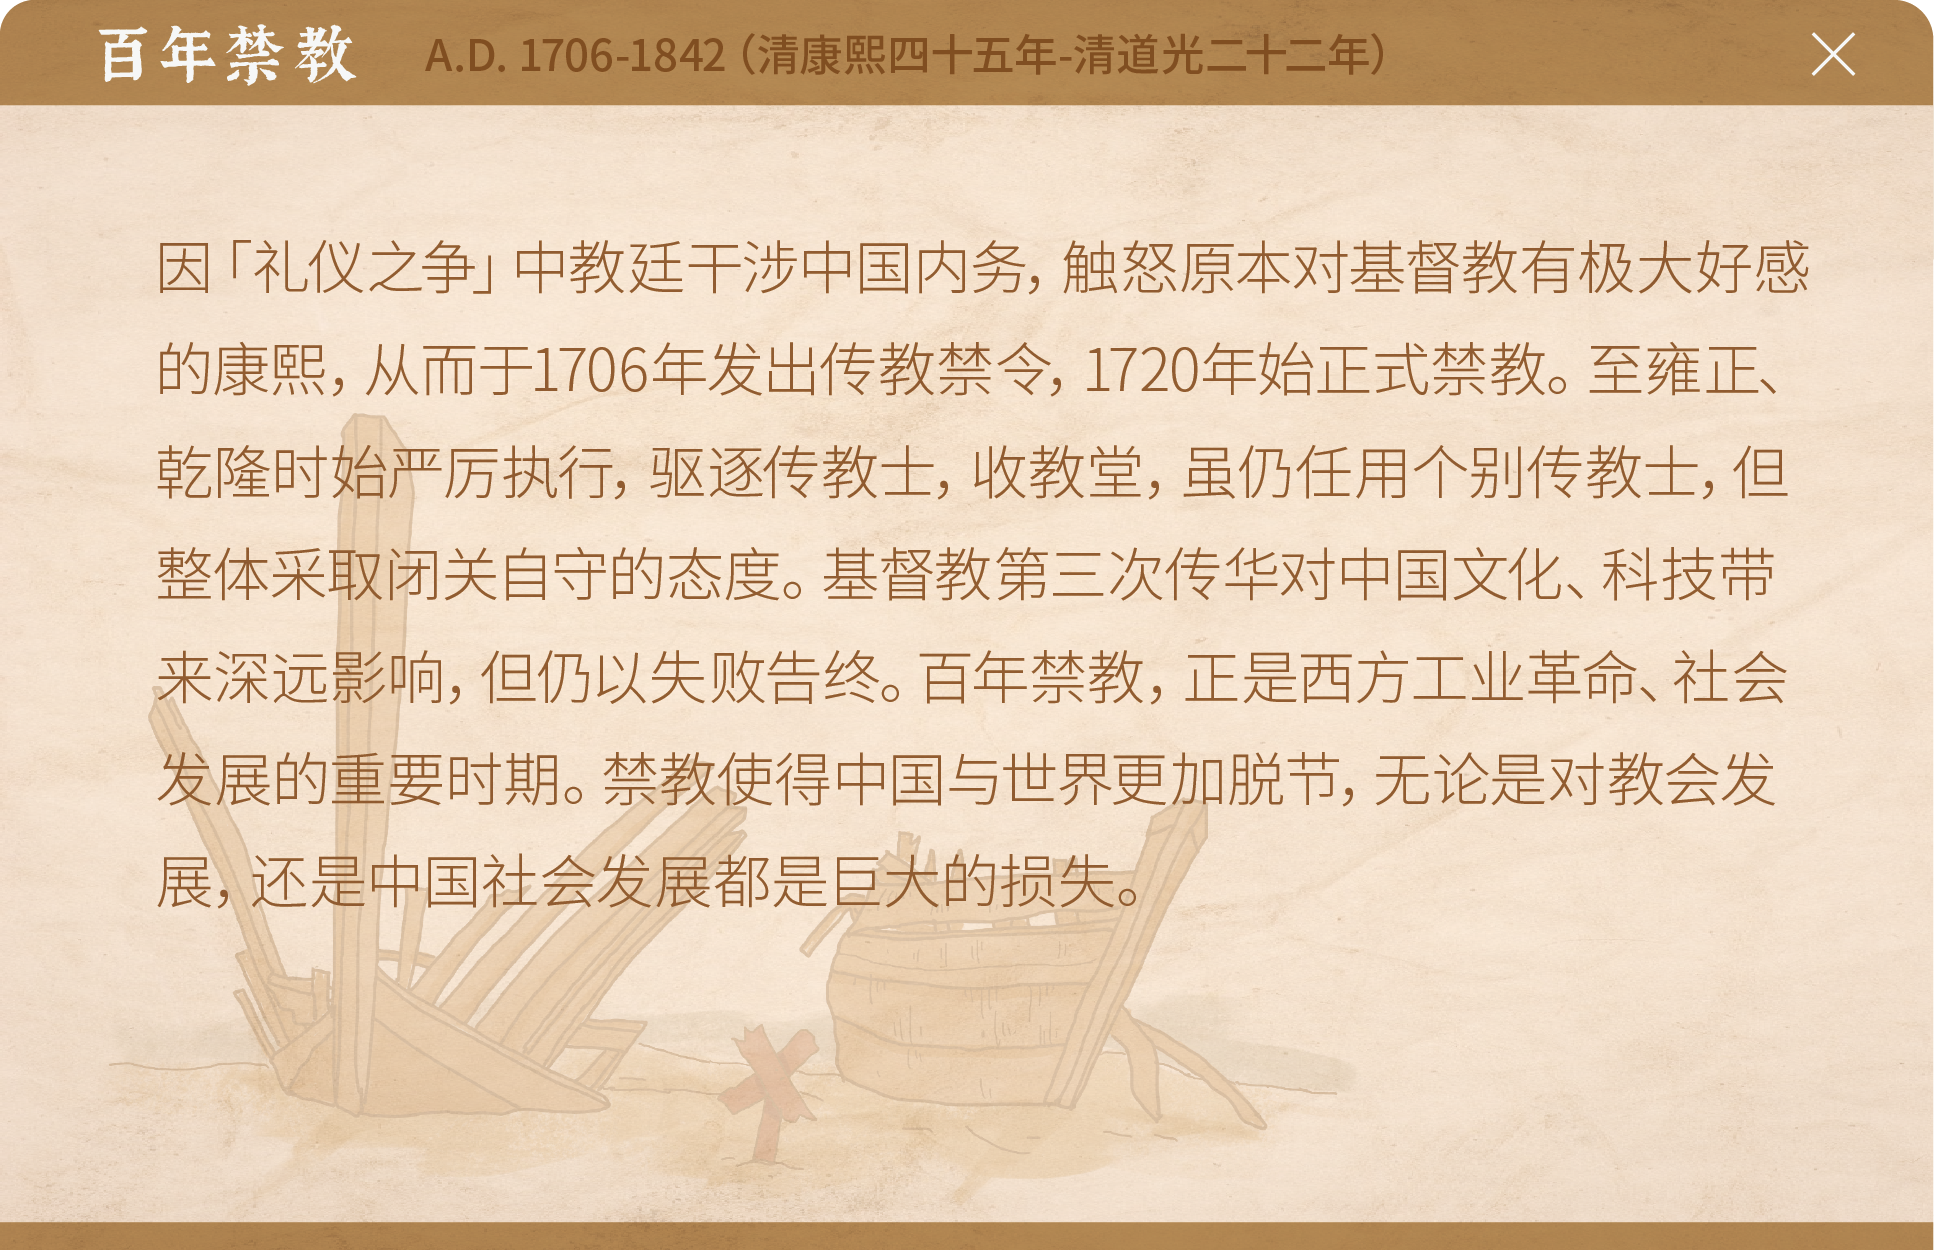 百年禁教 A.D. 1706-1842（清康熙四十五年-清道光二十二年）
因「礼仪之争」中教廷干涉中国内务，触怒原本对基督教有极大好感
的康熙，从而于1706年发出传教禁令，1720年始正式禁教。至雍正、
乾隆时始严厉执行，驱逐传教士，收教堂，虽仍任用个别传教士，但
整体采取闭关自守的态度。基督教第三次传华对中国文化、科技带
来深远影响，但仍以失败告终。百年禁教，正是西方工业革命、社会
发展的重要时期。禁教使得中国与世界更加脱节，无论是对教会发
展，还是中国社会发展都是巨大的损失。